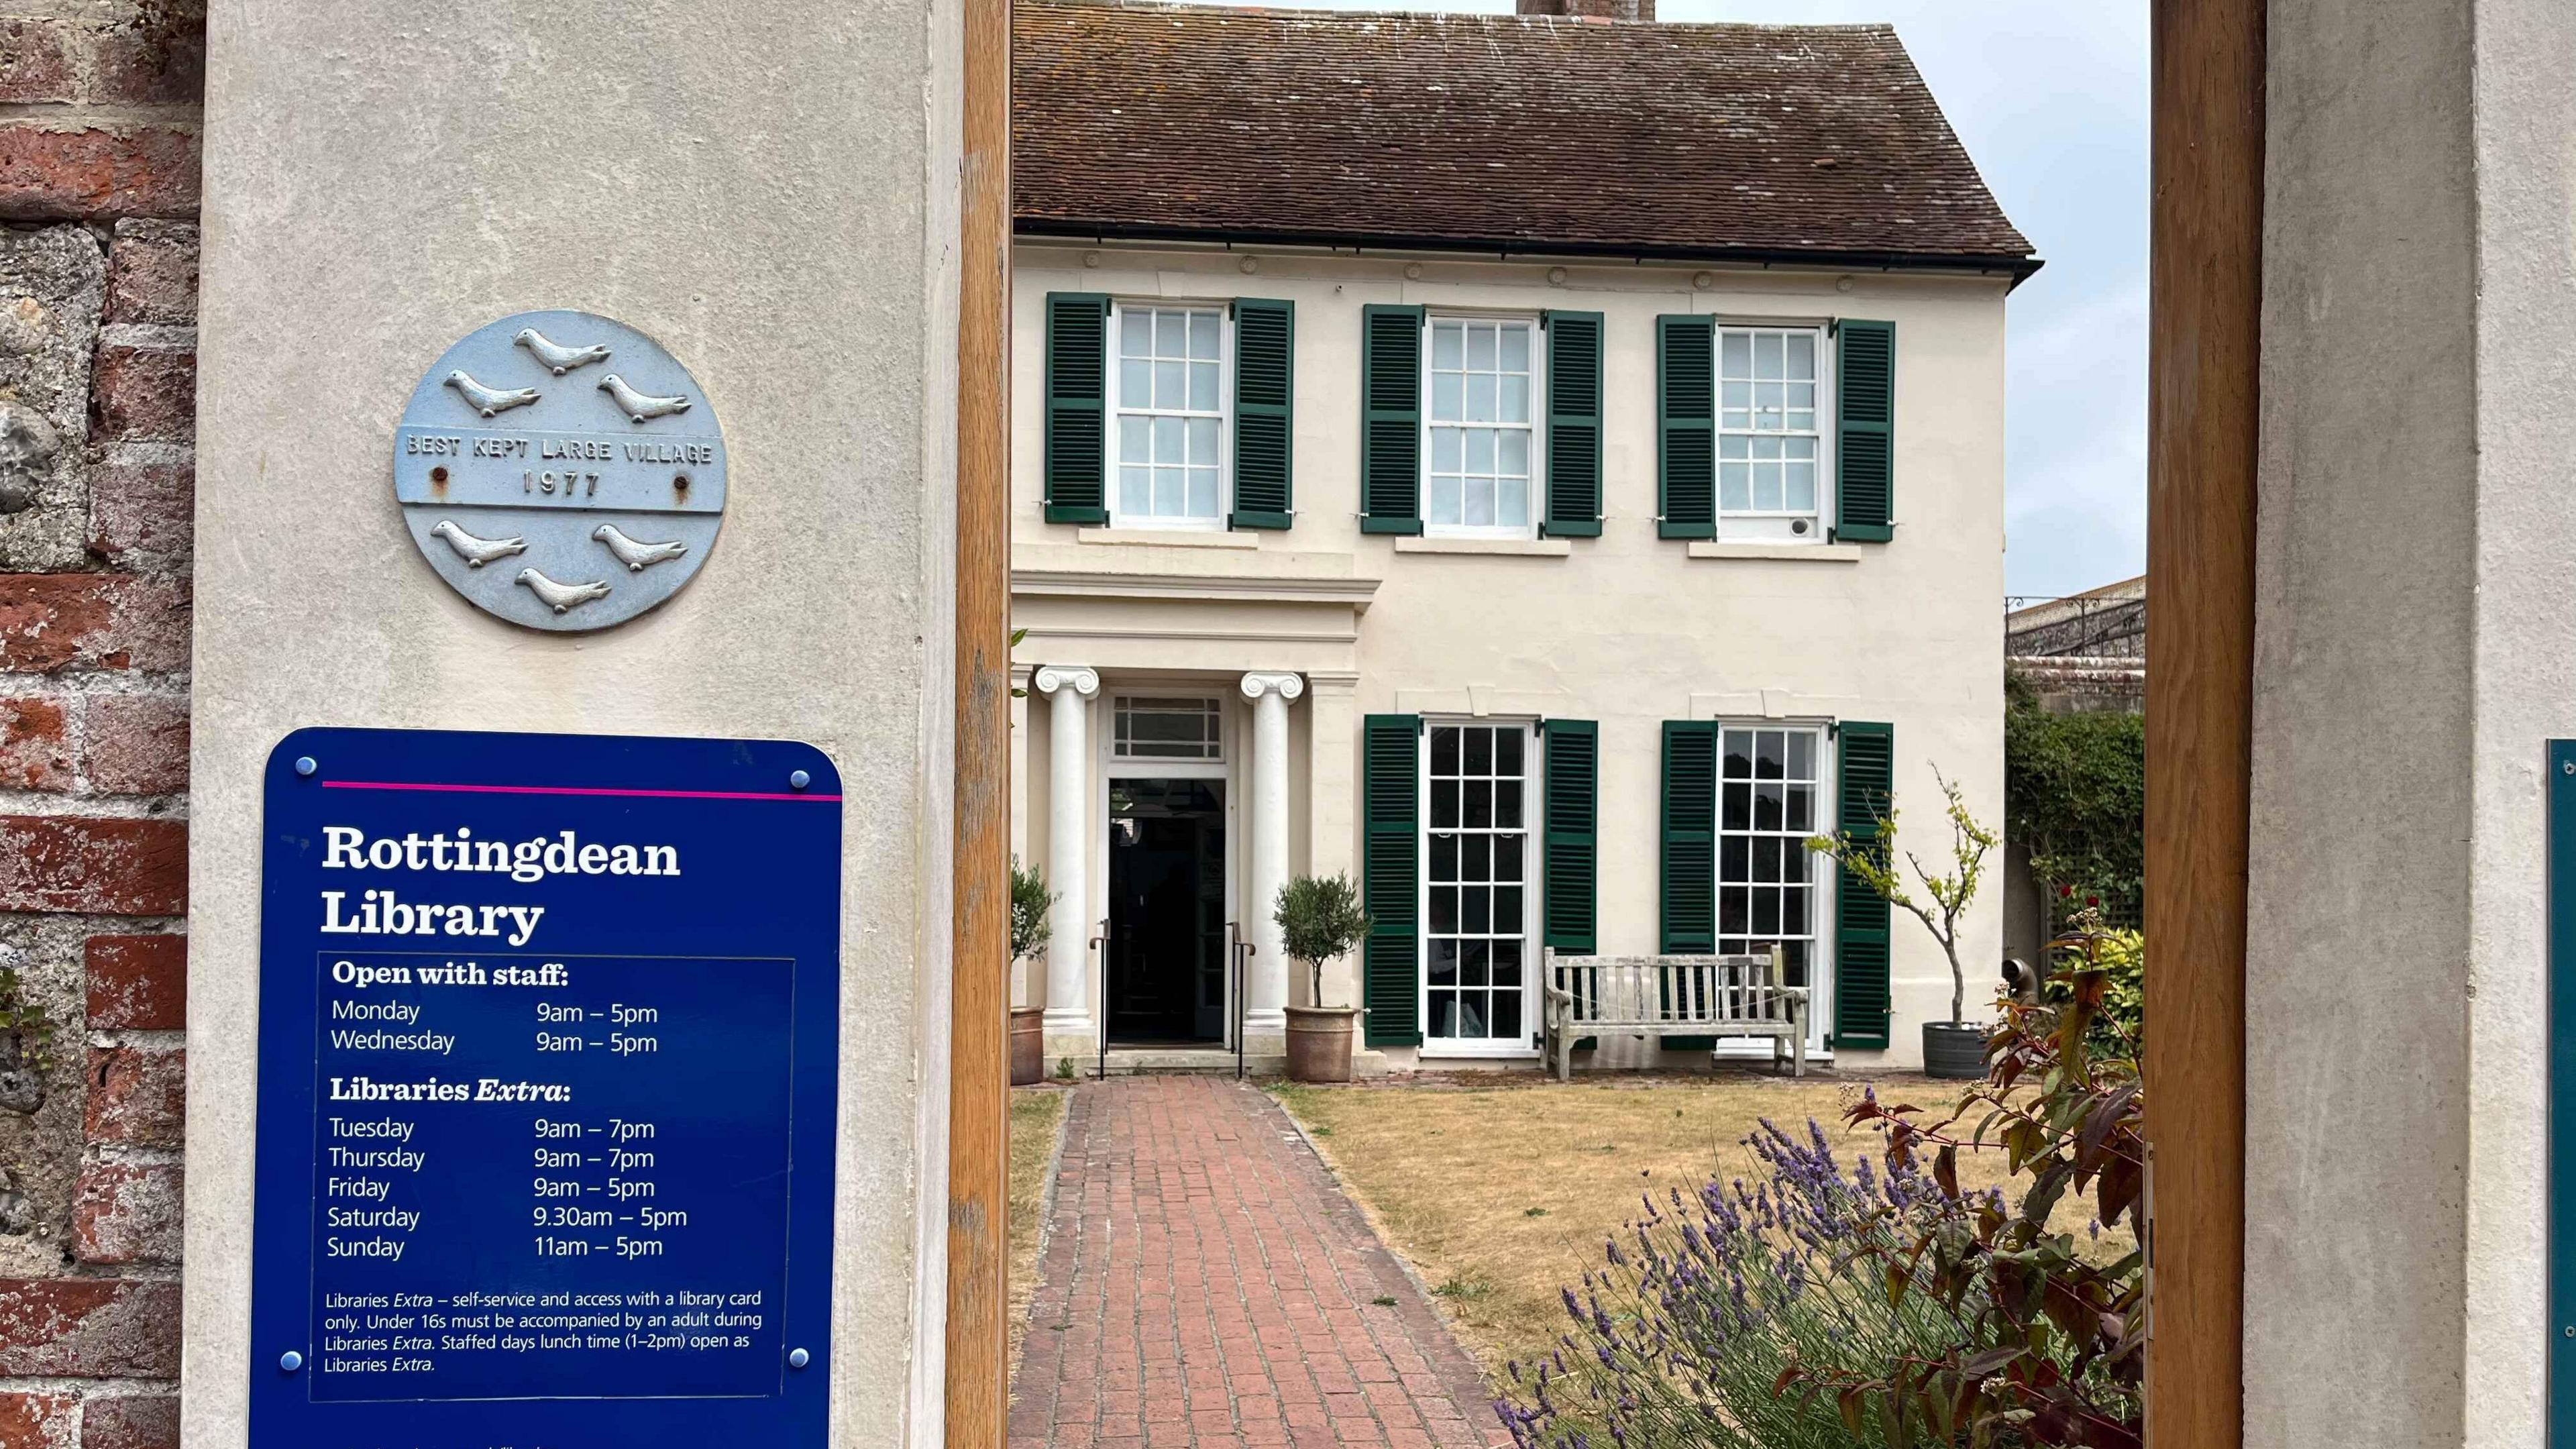 BEST KEPT LARGE VILLAGE
1977
Rottingdean
Library
Open with staff:
Monday 9am – 5pm
Wednesday 9am – 5pm
Libraries Extra:
Tuesday 9am – 7pm
Thursday 9am – 7pm
Friday 9am – 5pm
Saturday 9.30am – 5pm
Sunday 11am – 5pm
Libraries Extra – self-service and access with a library card
only. Under 16s must be accompanied by an adult during
Libraries Extra. Staffed days lunch time (1–2pm) open as
Libraries Extra.